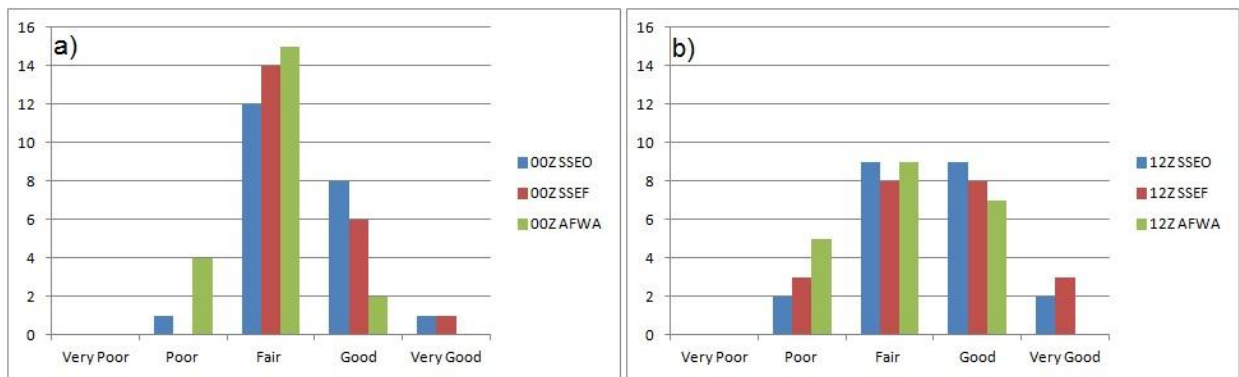 a)
16
14
12
10
8
6
4
2
0
Very Poor Poor Fair Good Very Good
00Z SSEO
00Z SSEF
00Z AFWA
b)
16
14
12
10
8
6
4
2
0
Very Poor Poor Fair Good Very Good
12Z SSEO
12Z SSEF
12Z AFWA